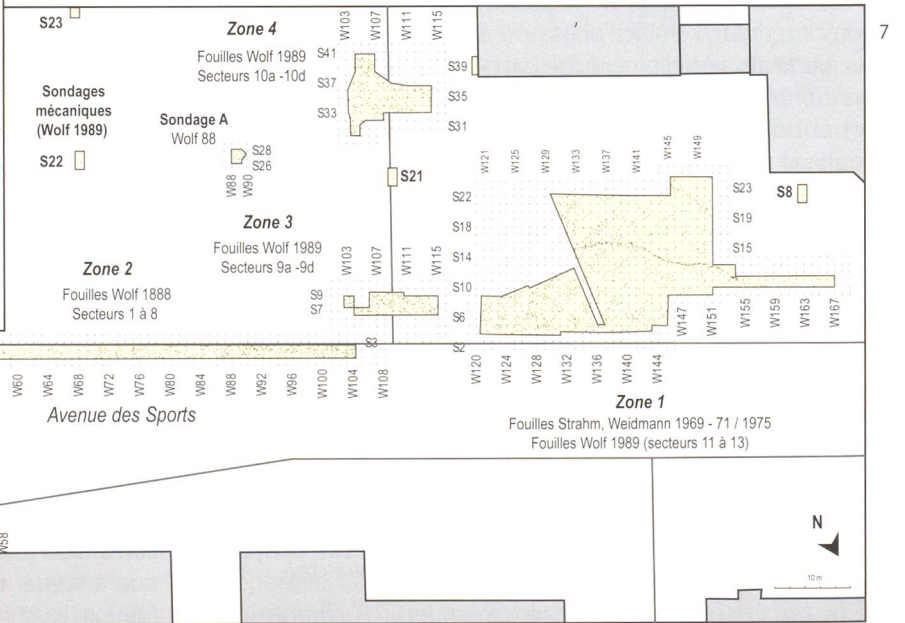 7
S23
Zone 4
Fouilles Wolf 1989
Secteurs 10a -10d
W103
W107
W111
W115
S41
S37
S33
S39
S35
S31
Sondages
mécaniques
(Wolf 1989)
S22
Sondage A
Wolf 88
S28
S26
W88
W90
S21
W121
W125
W129
W133
W137
W141
W145
W149
S8
S22
S18
S14
S10
S6
S2
S23
S19
S15
Zone 3
Fouilles Wolf 1989
Secteurs 9a -9d
W103
W107
W111
W115
S9
S7
S3
Zone 2
Fouilles Wolf 1888
Secteurs 1 à 8
W147
W151
W155
W159
W163
W167
W60
W64
W68
W72
W76
W80
W84
W88
W92
W96
W100
W104
W108
W120
W124
W128
W132
W136
W140
W144
Avenue des Sports
Zone 1
Fouilles Strahm, Weidmann 1969 - 71 / 1975
Fouilles Wolf 1989 (secteurs 11 à 13)
W58
N
10 m